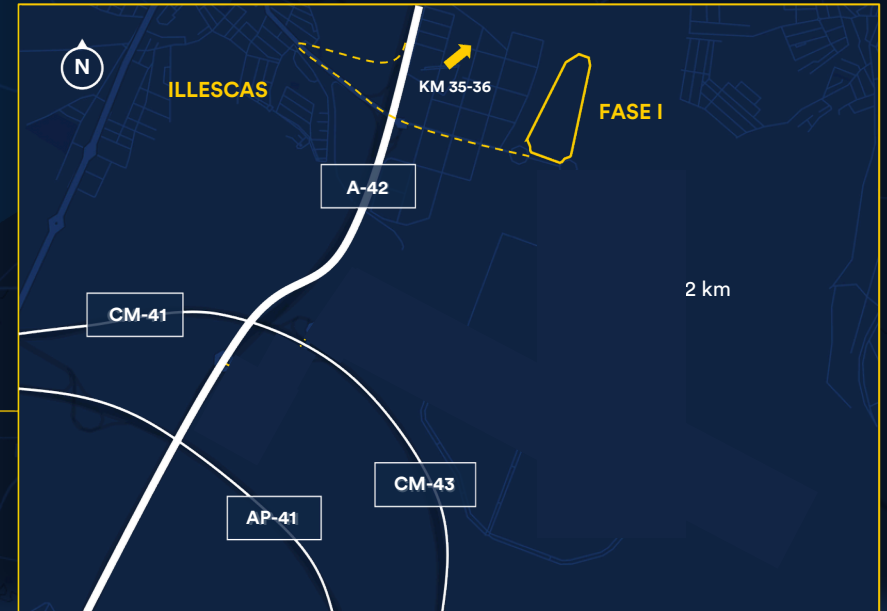 N
ILLESCAS
KM 35-36
FASE I
A-42
2 km
CM-41
CM-43
AP-41